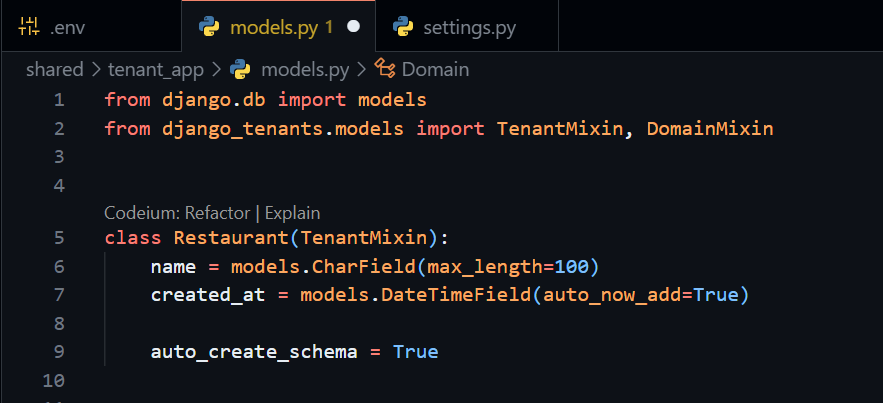 .env models.py 1 settings.py
shared > tenant_app > models.py > Domain
1 from django.db import models
2 from django_tenants.models import TenantMixin, DomainMixin
3
4
Codeium: Refactor | Explain
5 class Restaurant(TenantMixin):
6     name = models.CharField(max_length=100)
7     created_at = models.DateTimeField(auto_now_add=True)
8
9     auto_create_schema = True
10